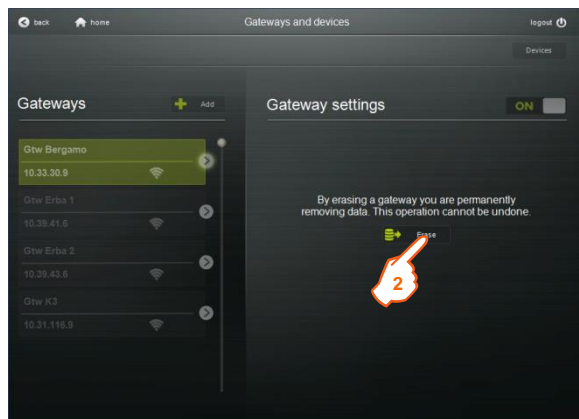 back
home
Gateways and devices
logout
Devices
Gateways
Add
Gateway settings
ON
Gtw Bergamo
10.33.30.9
Gtw Erba 1
10.39.41.6
Gtw Erba 2
10.39.43.6
Gtw K3
10.31.116.9
By erasing a gateway you are permanently
removing data. This operation cannot be undone.
Erase
2